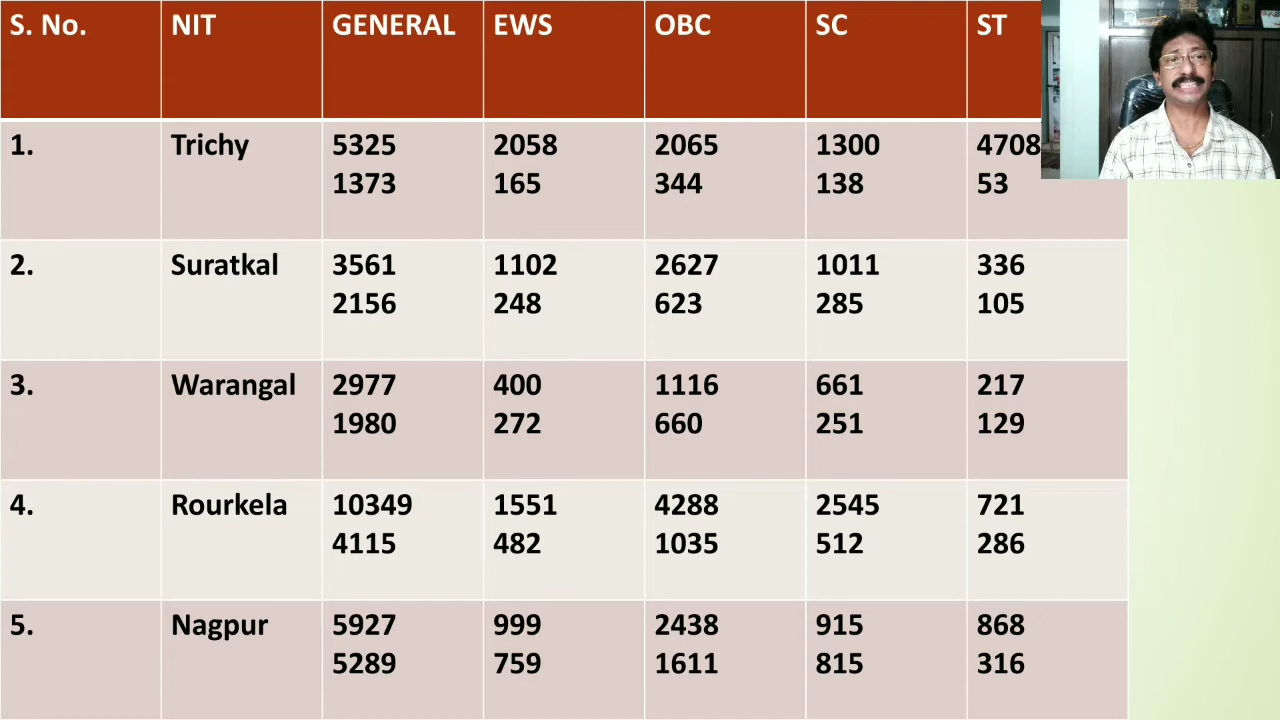 S. No. NIT GENERAL EWS OBC SC ST
1. Trichy 5325 2058 2065 1300 4708
1373 165 344 138 53
2. Suratkal 3561 1102 2627 1011 336
2156 248 623 285 105
3. Warangal 2977 400 1116 661 217
1980 272 660 251 129
4. Rourkela 10349 1551 4288 2545 721
4115 482 1035 512 286
5. Nagpur 5927 999 2438 915 868
5289 759 1611 815 316